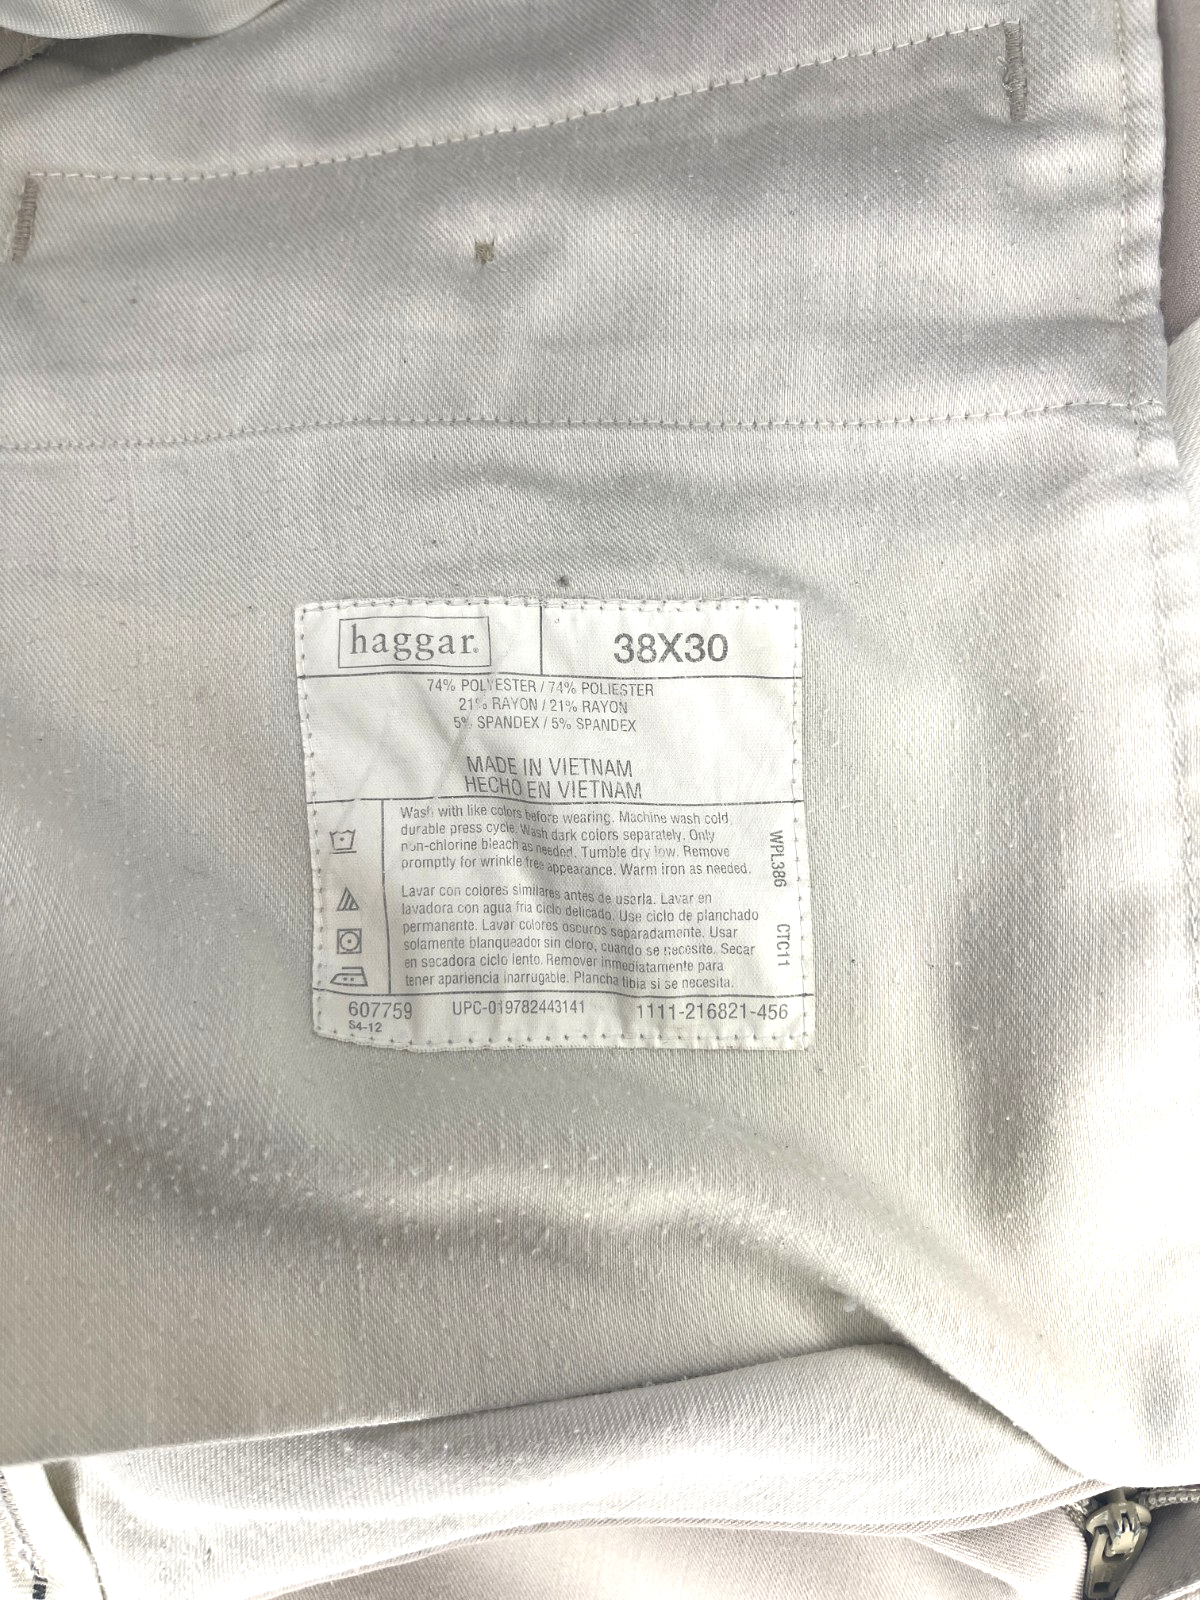 haggar.
38X30
74% POLYESTER / 74% POLIESTER
21% RAYON / 21% RAYON
5% SPANDEX / 5% SPANDEX
MADE IN VIETNAM
HECHO EN VIETNAM
Wash with like colors before wearing. Machine wash cold,
durable press cycle. Wash dark colors separately. Only
non-chlorine bleach as needed. Tumble dry low. Remove
promptly for wrinkle free appearance. Warm iron as needed.
Lavar con colores similares antes de usarla. Lavar en
lavadora con agua fria ciclo delicado. Use ciclo de planchado
permanente. Lavar colores oscuros separadamente. Usar
solamente blanqueador sin cloro, cuando se necesite. Secar
en secadora ciclo lento. Remover inmediatamente para
tener apariencia inarrugable. Plancha tibia si se necesita.
WPL386 CTC11
607759 UPC-019782443141 1111-216821-456
S4-12